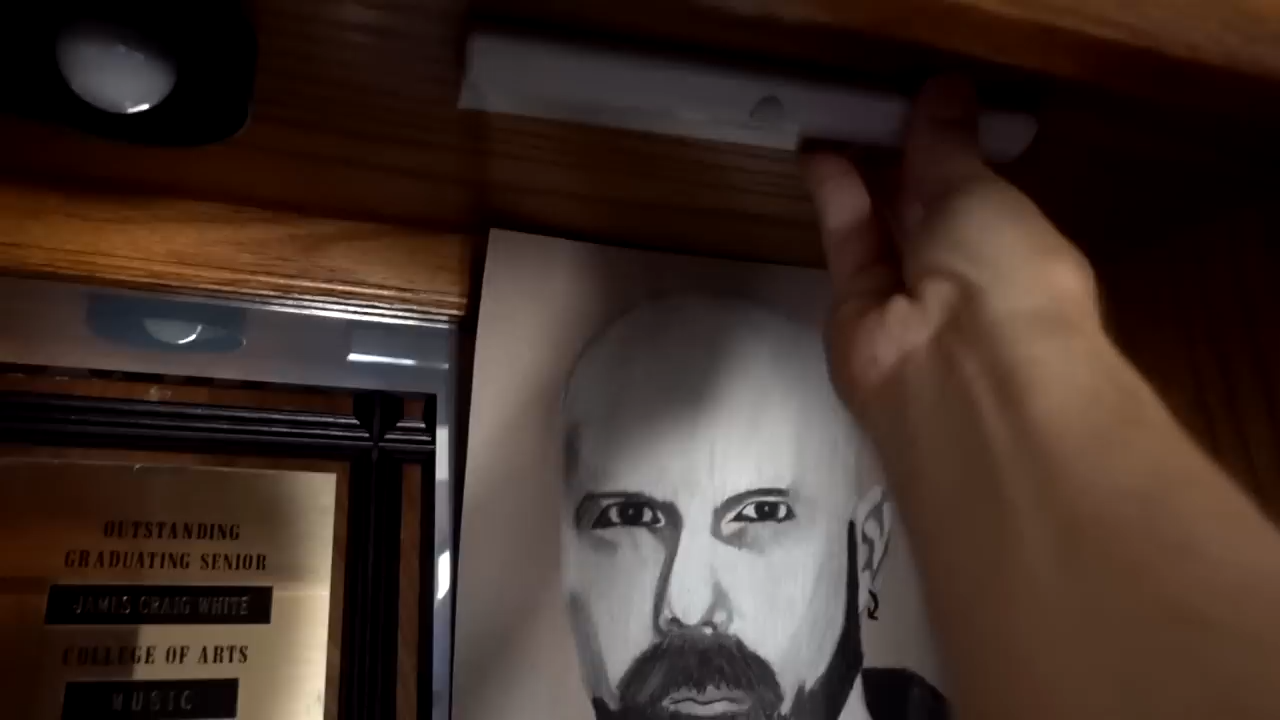 OUTSTANDING
GRADUATING SENIOR
JAMES CRAIG WHITE
COLLEGE OF ARTS
MUSIC